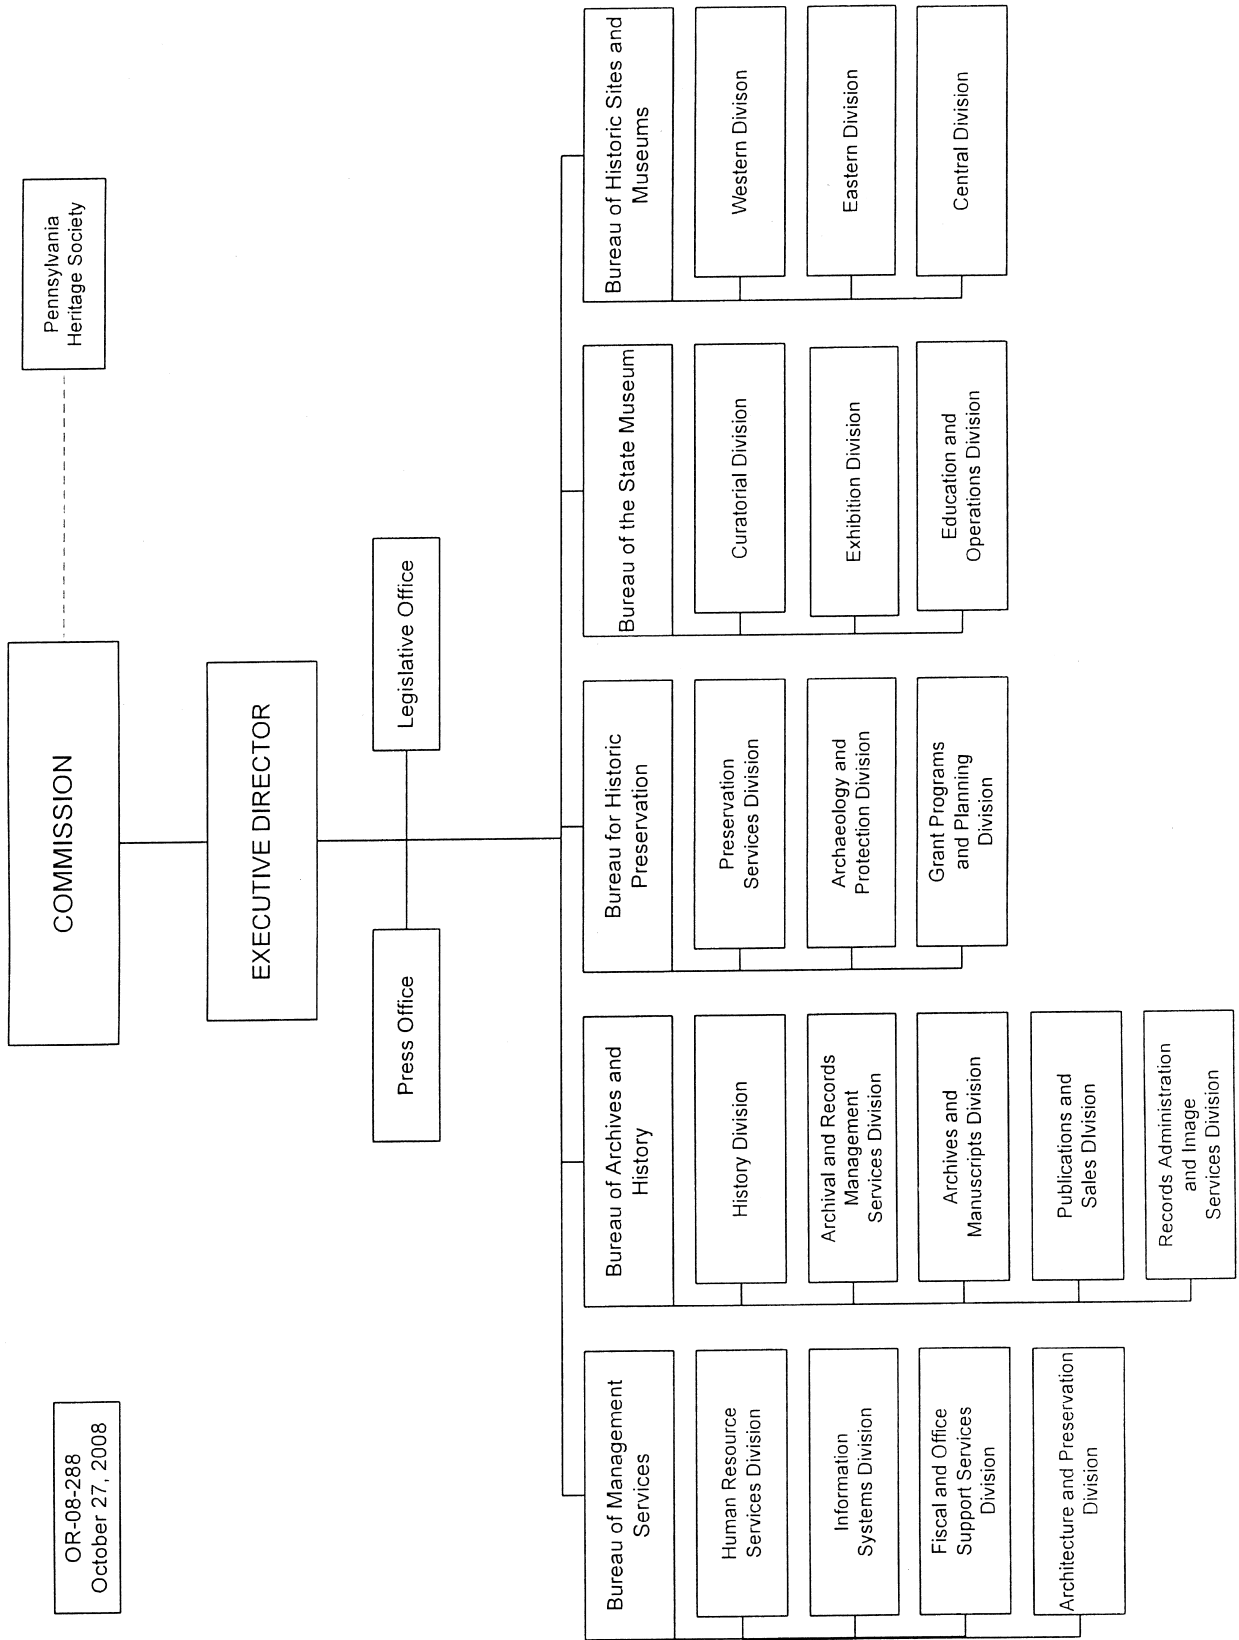 OR-08-288
October 27, 2008
COMMISSION
Pennsylvania
Heritage Society
EXECUTIVE DIRECTOR
Press Office
Legislative Office
Bureau of Management
Services
Human Resource
Services Division
Information
Systems Division
Fiscal and Office
Support Services
Division
Architecture and Preservation
Division
Bureau of Archives and
History
History Division
Archival and Records
Management
Services Division
Archives and
Manuscripts Division
Publications and
Sales DIvision
Records Administration
and Image
Services Division
Bureau for Historic
Preservation
Preservation
Services Division
Archaeology and
Protection Division
Grant Programs
and Planning
Division
Bureau of the State Museum
Curatorial Division
Exhibition Division
Education and
Operations Division
Bureau of Historic Sites and
Museums
Western Divison
Eastern Division
Central Division